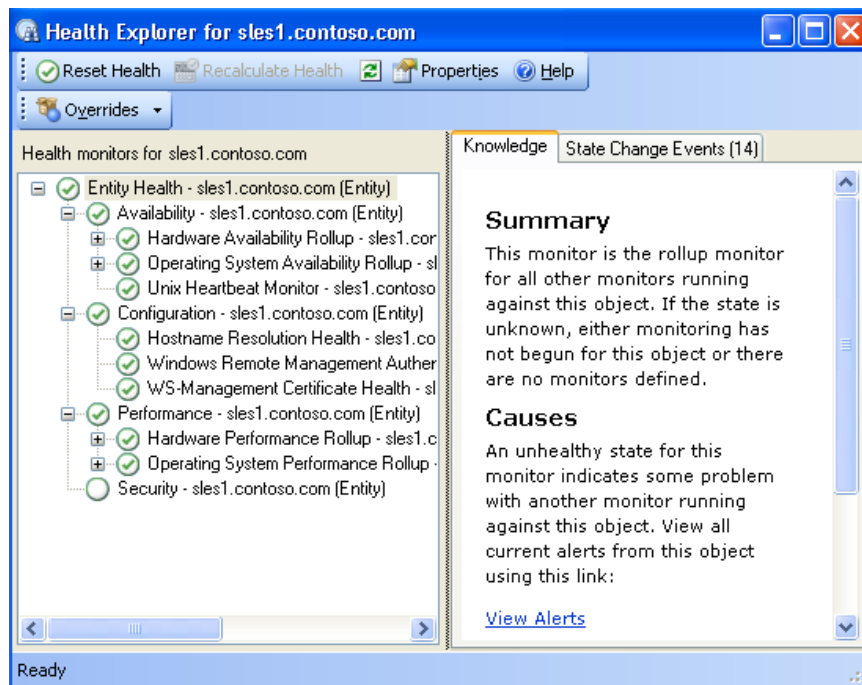 Health Explorer for sles1.contoso.com
Reset Health Recalculate Health Properties Help
Overrides
Health monitors for sles1.contoso.com
Entity Health - sles1.contoso.com (Entity)
Availability - sles1.contoso.com (Entity)
Hardware Availability Rollup - sles1.cor
Operating System Availability Rollup - sl
Unix Heartbeat Monitor - sles1.contoso
Configuration - sles1.contoso.com (Entity)
Hostname Resolution Health - sles1.co
Windows Remote Management Auther
WS-Management Certificate Health - sl
Performance - sles1.contoso.com (Entity)
Hardware Performance Rollup - sles1.c
Operating System Performance Rollup -
Security - sles1.contoso.com (Entity)
Knowledge State Change Events (14)
Summary
This monitor is the rollup monitor
for all other monitors running
against this object. If the state is
unknown, either monitoring has
not begun for this object or there
are no monitors defined.
Causes
An unhealthy state for this
monitor indicates some problem
with another monitor running
against this object. View all
current alerts from this object
using this link:
View Alerts
Ready